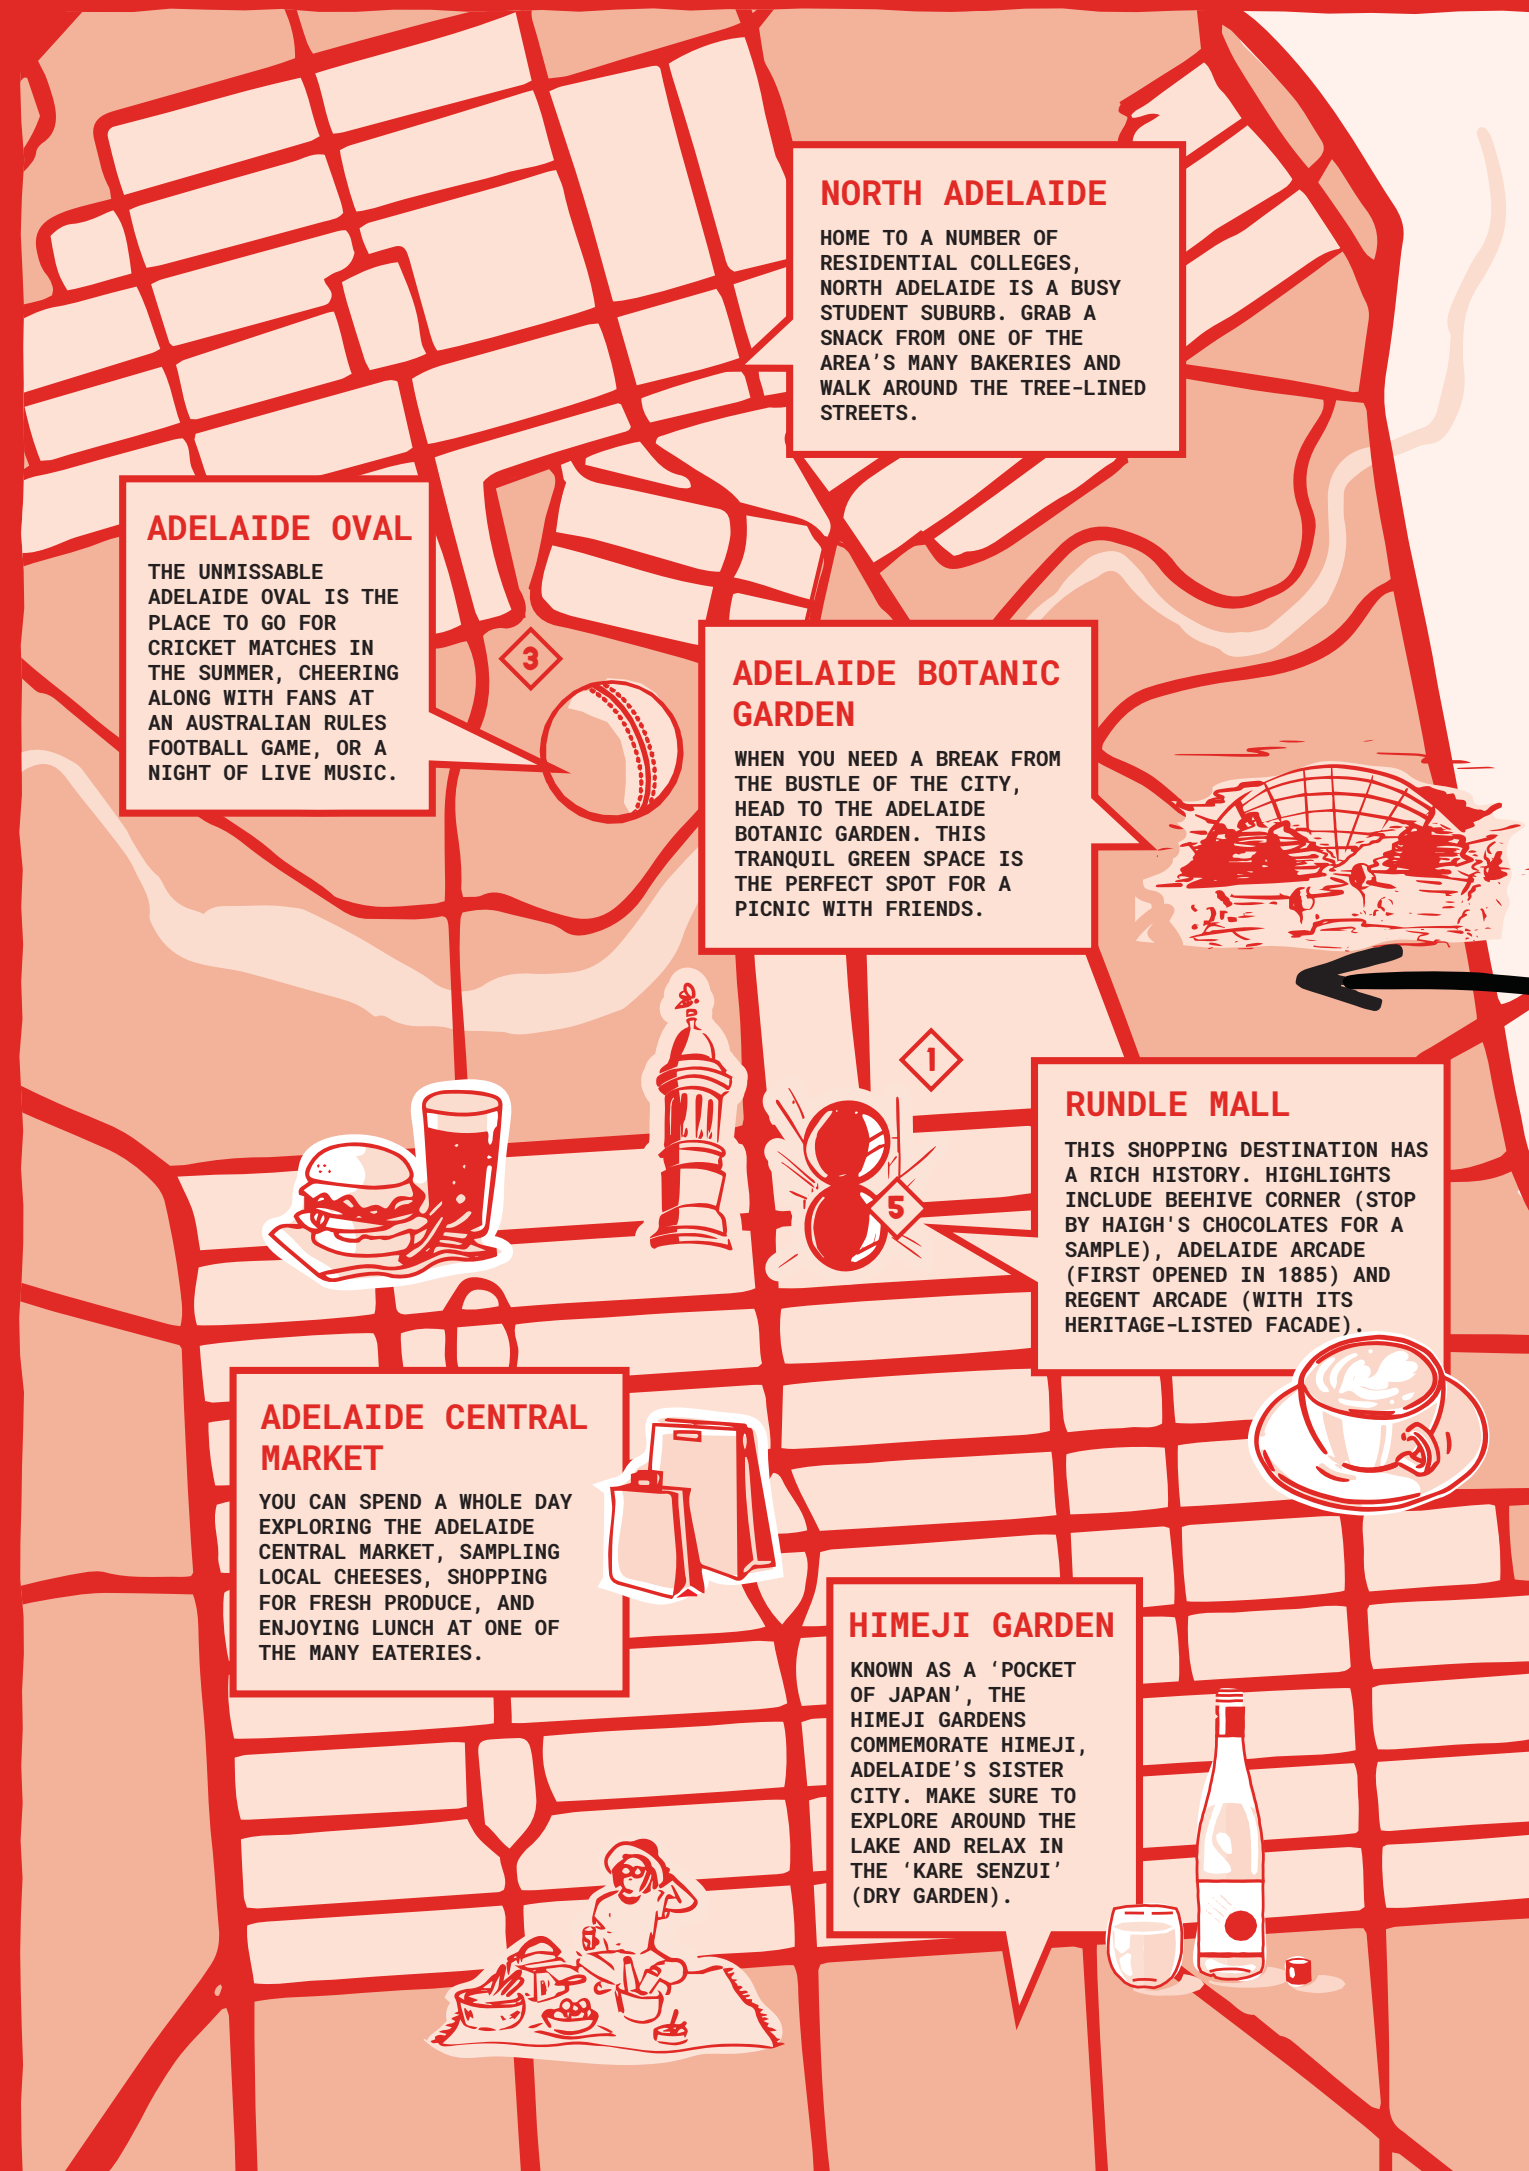 NORTH ADELAIDE
HOME TO A NUMBER OF
RESIDENTIAL COLLEGES,
NORTH ADELAIDE IS A BUSY
STUDENT SUBURB. GRAB A
SNACK FROM ONE OF THE
AREA’S MANY BAKERIES AND
WALK AROUND THE TREE-LINED
STREETS.
ADELAIDE OVAL
THE UNMISSABLE
ADELAIDE OVAL IS THE
PLACE TO GO FOR
CRICKET MATCHES IN
THE SUMMER, CHEERING
ALONG WITH FANS AT
AN AUSTRALIAN RULES
FOOTBALL GAME, OR A
NIGHT OF LIVE MUSIC.
3
ADELAIDE BOTANIC
GARDEN
WHEN YOU NEED A BREAK FROM
THE BUSTLE OF THE CITY,
HEAD TO THE ADELAIDE
BOTANIC GARDEN. THIS
TRANQUIL GREEN SPACE IS
THE PERFECT SPOT FOR A
PICNIC WITH FRIENDS.
1
5
RUNDLE MALL
THIS SHOPPING DESTINATION HAS
A RICH HISTORY. HIGHLIGHTS
INCLUDE BEEHIVE CORNER (STOP
BY HAIGH'S CHOCOLATES FOR A
SAMPLE), ADELAIDE ARCADE
(FIRST OPENED IN 1885) AND
REGENT ARCADE (WITH ITS
HERITAGE-LISTED FACADE).
ADELAIDE CENTRAL
MARKET
YOU CAN SPEND A WHOLE DAY
EXPLORING THE ADELAIDE
CENTRAL MARKET, SAMPLING
LOCAL CHEESES, SHOPPING
FOR FRESH PRODUCE, AND
ENJOYING LUNCH AT ONE OF
THE MANY EATERIES.
HIMEJI GARDEN
KNOWN AS A ‘POCKET
OF JAPAN’, THE
HIMEJI GARDENS
COMMEMORATE HIMEJI,
ADELAIDE’S SISTER
CITY. MAKE SURE TO
EXPLORE AROUND THE
LAKE AND RELAX IN
THE ‘KARE SENZUI’
(DRY GARDEN).